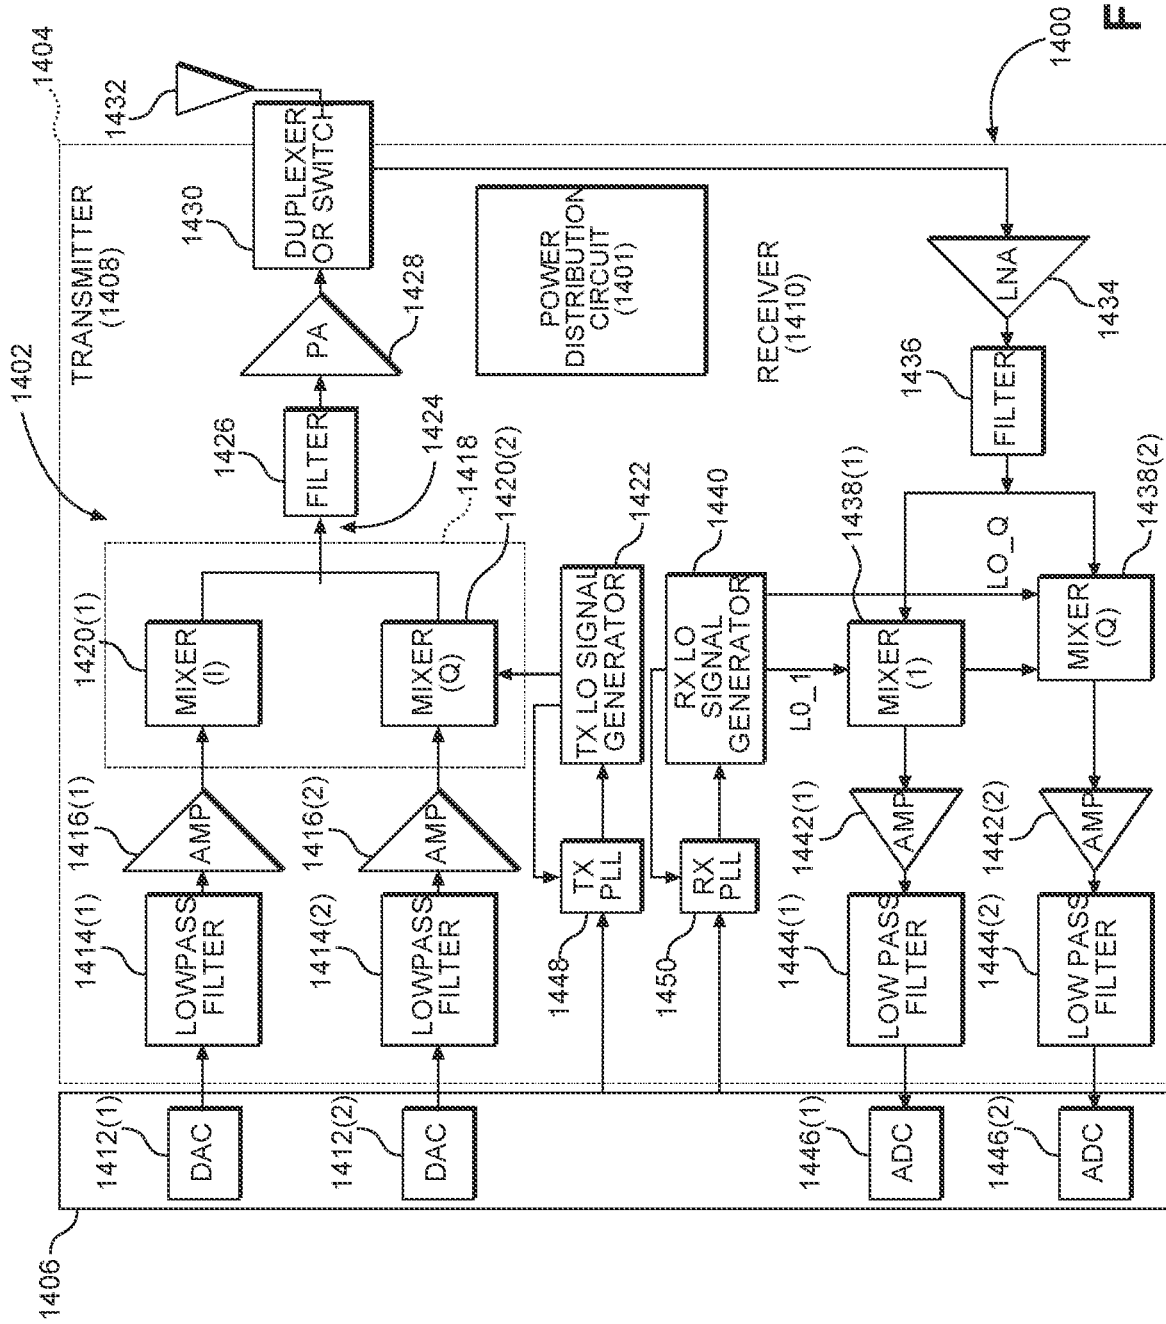 1402
1404
TRANSMITTER
(1408)
1432
1430
DUPLEXER
OR SWITCH
1428
PA
1426
FILTER
1424
1418
1420(1)
MIXER
(I)
1420(2)
MIXER
(Q)
1416(1)
AMP
1416(2)
AMP
1414(1)
LOWPASS
FILTER
1414(2)
LOWPASS
FILTER
1412(1)
DAC
1412(2)
DAC
1406
POWER
DISTRIBUTION
CIRCUIT
(1401)
1422
TX LO SIGNAL
GENERATOR
1440
RX LO
SIGNAL
GENERATOR
TX
PLL
1448
RX
PLL
1450
RECEIVER
(1410)
LNA
1434
1436
FILTER
1438(1)
LO_Q
L0_1
MIXER
(1)
1438(2)
MIXER
(Q)
1442(1)
AMP
1442(2)
AMP
1444(1)
LOW PASS
FILTER
1444(2)
LOW PASS
FILTER
1446(1)
ADC
1446(2)
ADC
1400
F